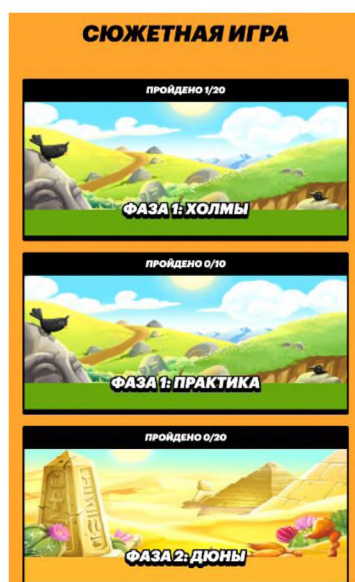 СЮЖЕТНАЯ ИГРА
ПРОЙДЕНО 1/20
ФАЗА 1: ХОЛМЫ
ПРОЙДЕНО 0/10
ФАЗА 1: ПРАКТИКА
ПРОЙДЕНО 0/20
ФАЗА 2: ДЮНЫ